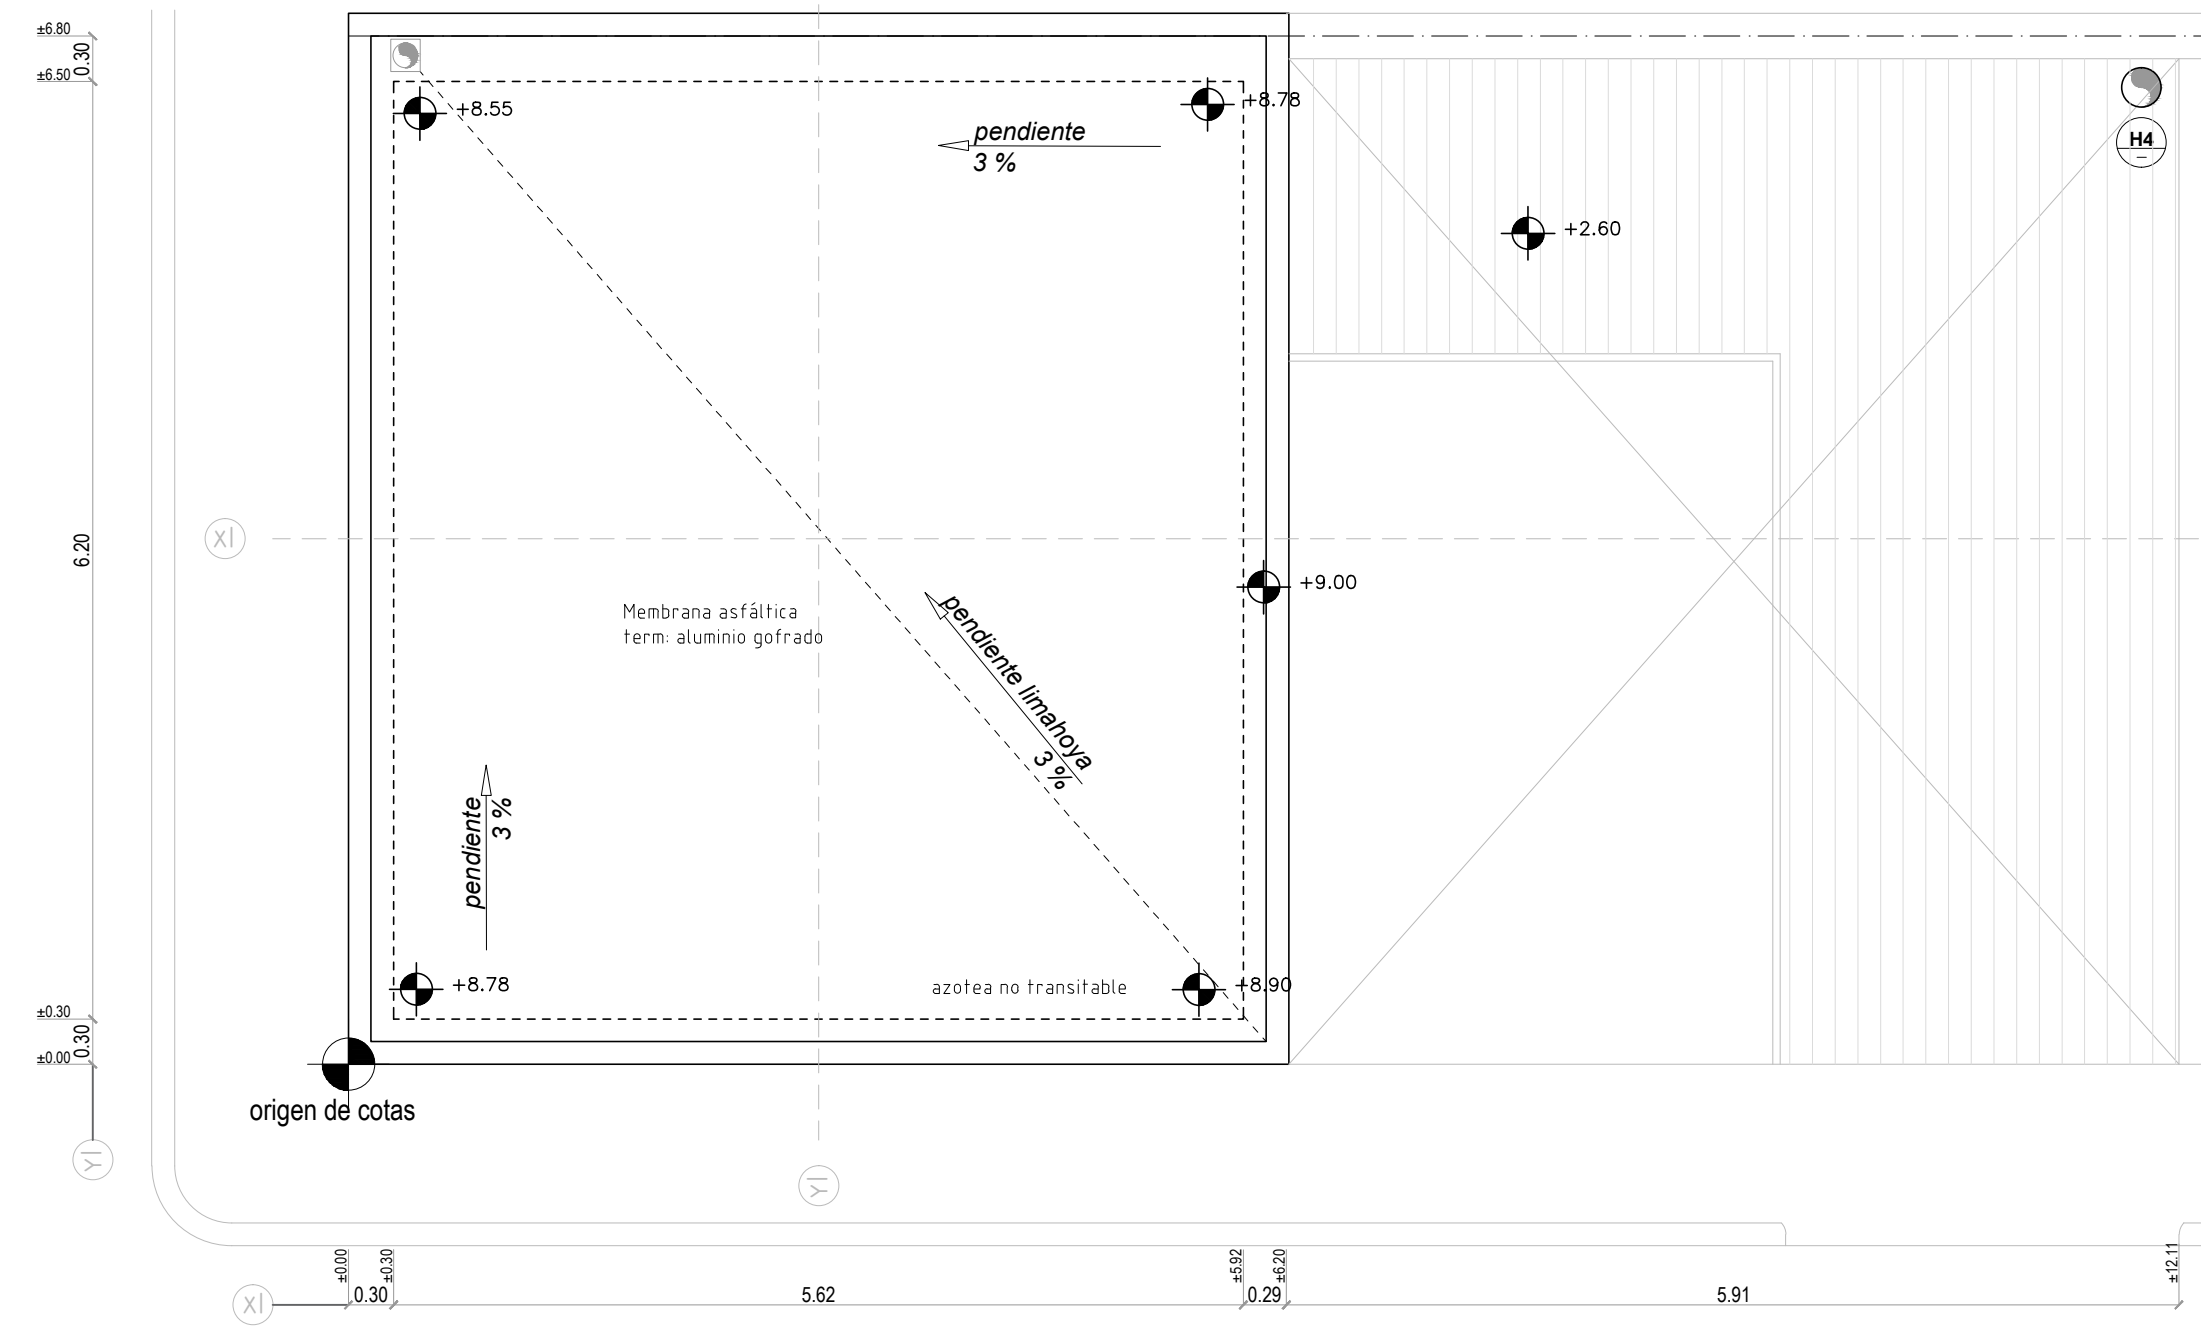 ±6.80
0.30
±6.50
+8.55
+8.78
pendiente
3 %
H4
–
+2.60
XI
6.20
+9.00
Membrana asfáltica
term: aluminio gofrado
pendiente limahoya
3 %
pendiente
3 %
+8.78
azotea no transitable
+8.90
±0.30
0.30
±0.00
origen de cotas
YI
YI
±0.00
±0.30
±5.92
±6.20
±12.11
XI
0.30
5.62
0.29
5.91